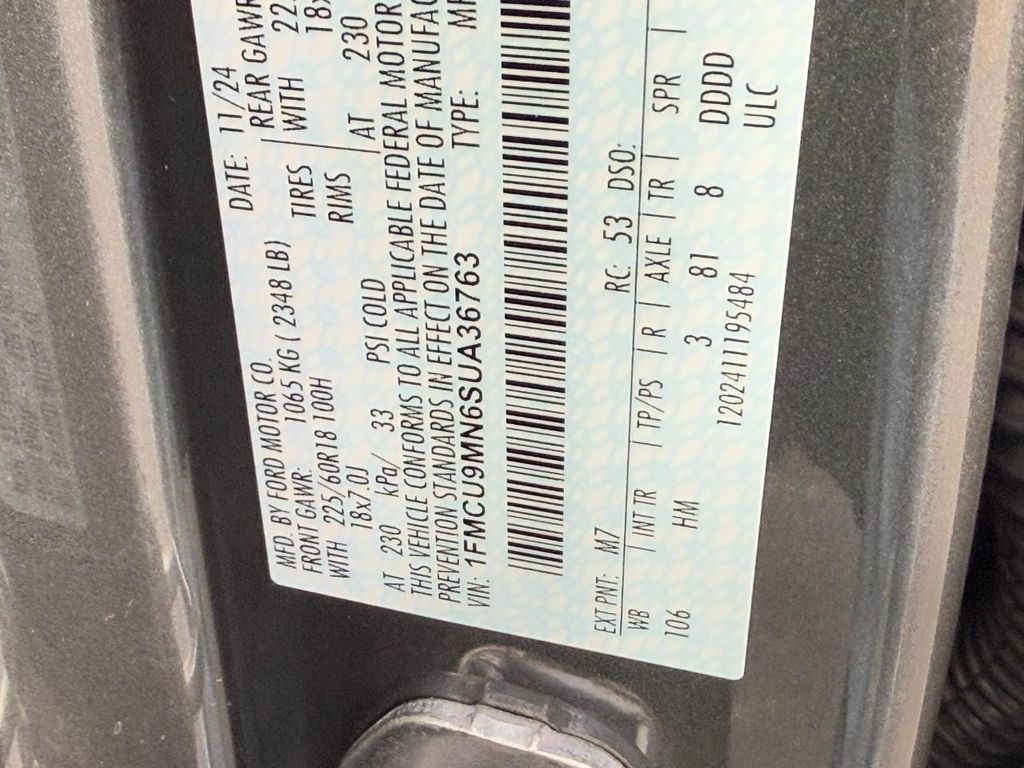 MFD. BY FORD MOTOR CO. DATE: 11/24
FRONT GAWR: 1065 KG ( 2348 LB) REAR GAWR
WITH 225/60R18 100H TIRES WITH
18x7.0J RIMS
AT 230 kPa/ 33 PSI COLD AT 230
THIS VEHICLE CONFORMS TO ALL APPLICABLE FEDERAL MOTOR
PREVENTION STANDARDS IN EFFECT ON THE DATE OF
VIN: 1FMCU9MN6SUA36763 TYPE:
EXT PNT: M7 RC: 53 DSO:
WB | INT TR | TP/PS | R | AXLE | TR | SPR |
106 HM 3 81 8 DDDD
ULC
12024111195484